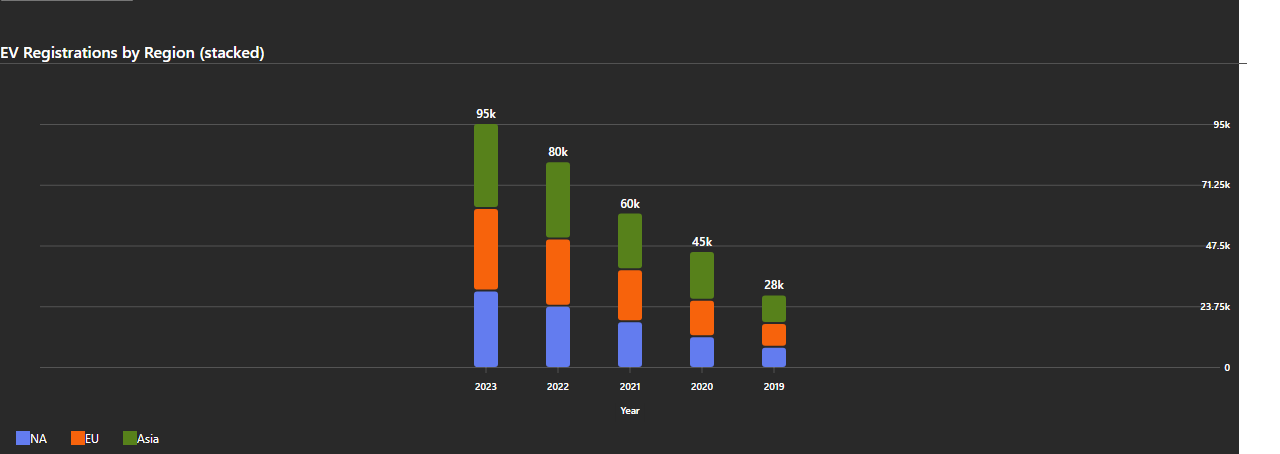 EV Registrations by Region (stacked)
95k
80k
60k
45k
28k
95k
71.25k
47.5k
23.75k
0
2023 2022 2021 2020 2019
Year
NA EU Asia